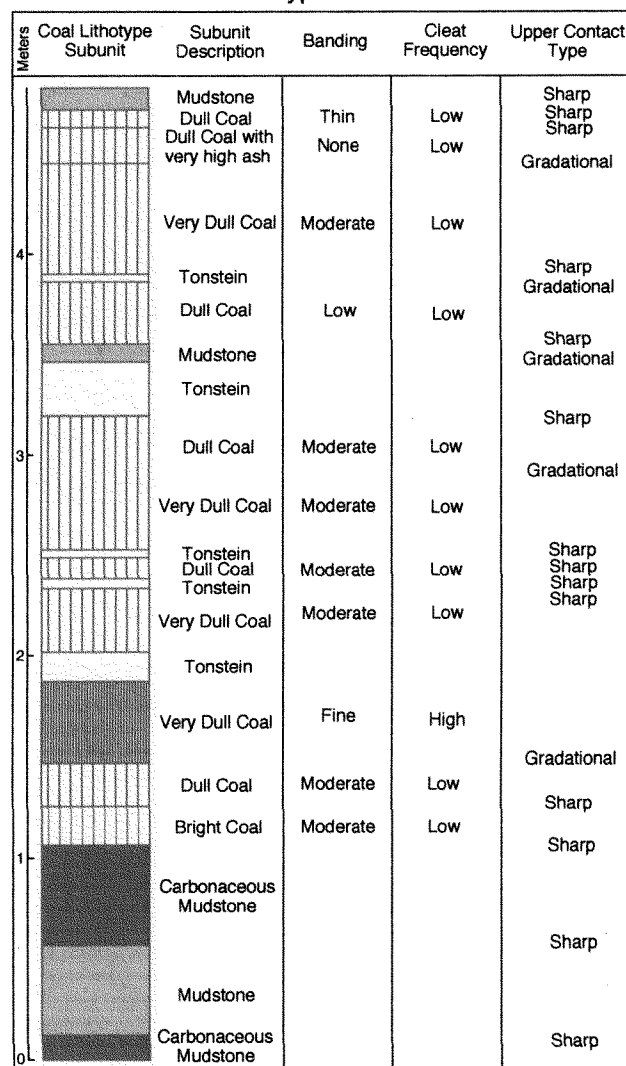 Meters
Coal Lithotype Subunit
Subunit Description
Banding
Cleat Frequency
Upper Contact Type
Mudstone Sharp
Dull Coal Thin Low Sharp
Sharp
Dull Coal with very high ash None Low
Gradational
Very Dull Coal Moderate Low
4
Tonstein Sharp
Gradational
Dull Coal Low Low
Sharp
Mudstone Gradational
Tonstein
Sharp
3 Dull Coal Moderate Low
Gradational
Very Dull Coal Moderate Low
Tonstein Sharp
Dull Coal Moderate Low Sharp
Tonstein Sharp
Sharp
Very Dull Coal Moderate Low
2
Tonstein
Very Dull Coal Fine High
Gradational
Dull Coal Moderate Low
Sharp
Bright Coal Moderate Low
Sharp
1
Carbonaceous Mudstone
Sharp
Mudstone
Sharp
0 Carbonaceous Mudstone